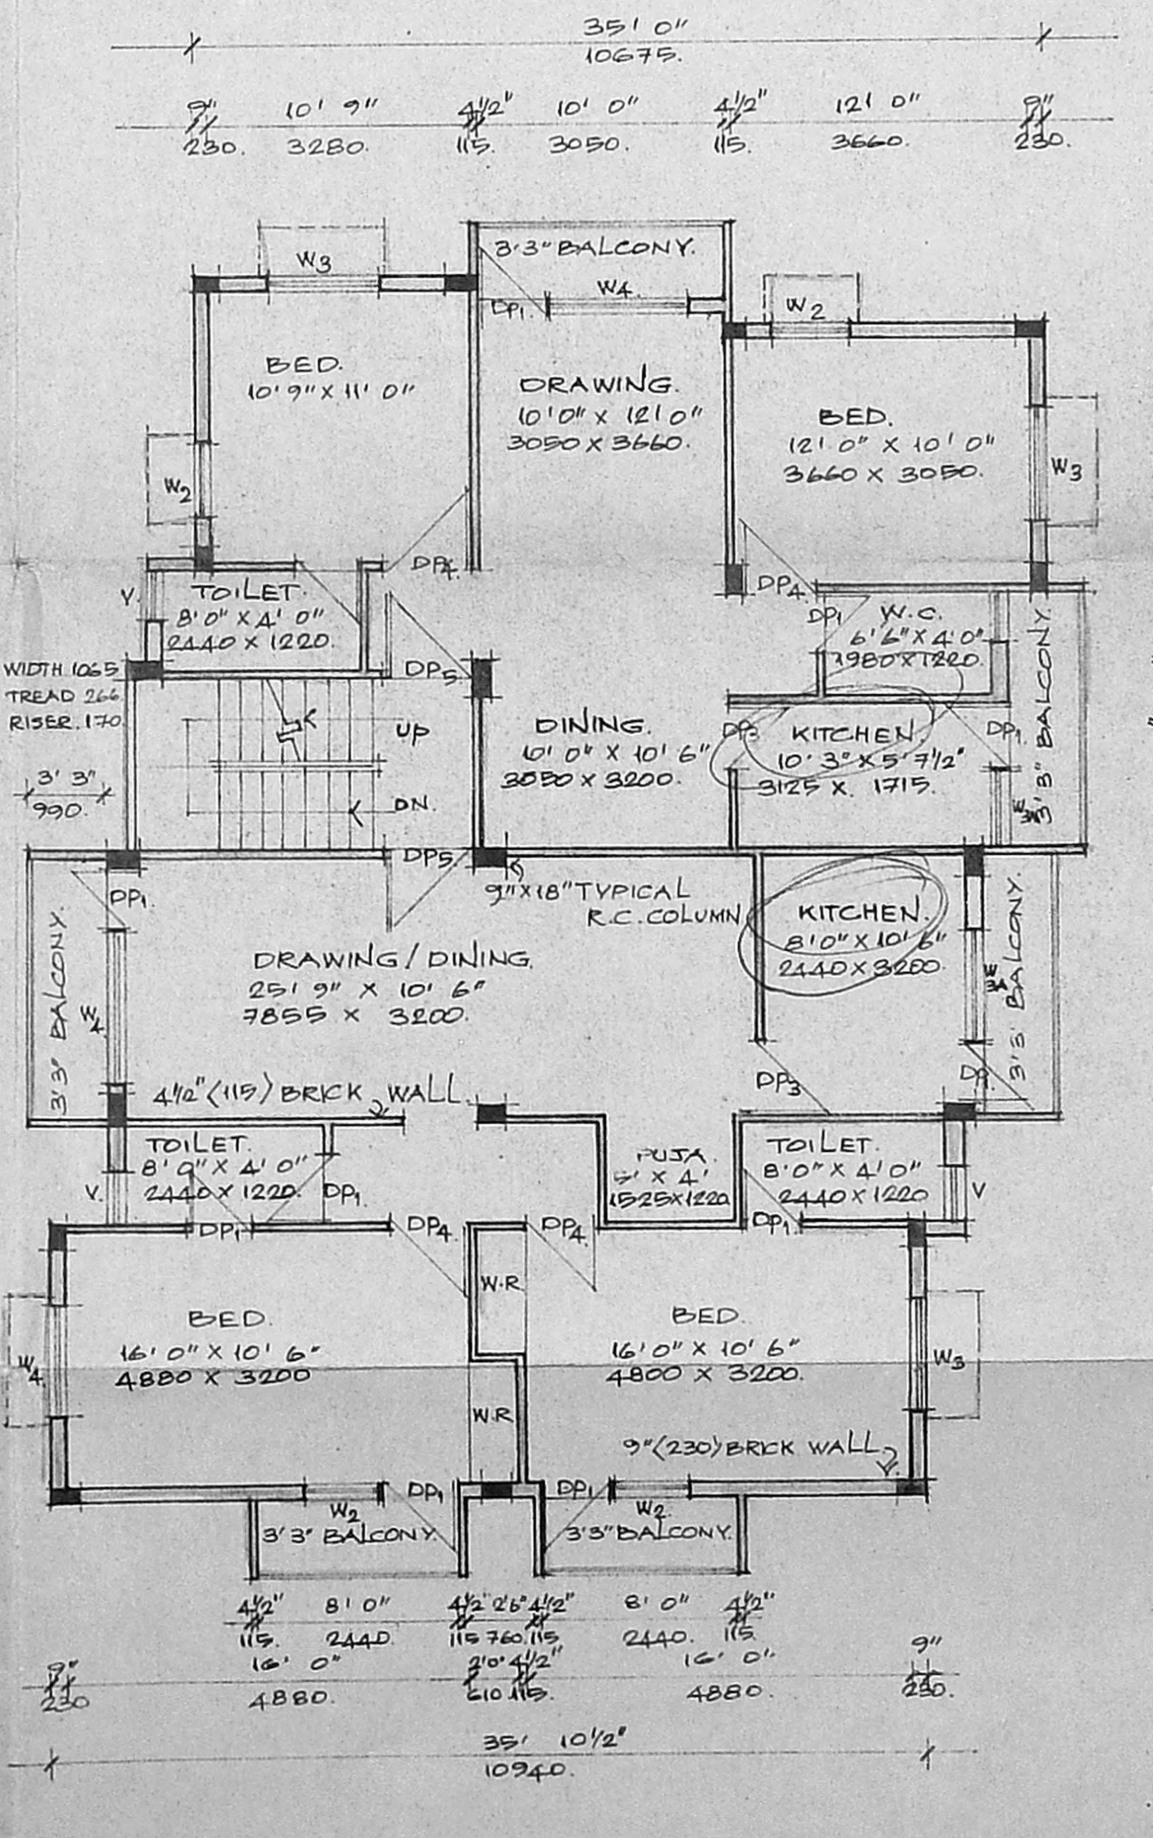 35' 0"
10675.
9" 10' 9" 4½" 10' 0" 4½" 12' 0" 9"
230. 3280. 115. 3050. 115. 3660. 230.
3'3" BALCONY.
W3
W4.
DP1.
W2
BED.
10'9" X 11' 0"
DRAWING.
10'0" X 12'0"
3050 X 3660.
BED.
12'0" X 10'0"
3660 X 3050.
W2
W3
DP4.
DP4.
V.
TOILET.
8'0" X 4'0"
2440 X 1220.
DP1
W.C.
6'6" X 4'0"
1980 X 1220.
3'3" BALCONY
WIDTH 1065
TREAD 266
RISER. 170
DP5
UP
DN.
DINING.
10'0" X 10'6"
3050 X 3200.
DP3
KITCHEN
10'3" X 5'7½"
3125 X 1715.
DP1
W3A
3' 3"
990.
DP5.
DP1.
9" X 18" TYPICAL
R.C. COLUMN
KITCHEN.
8'0" X 10'6"
2440 X 3200
3'3" BALCONY.
W4
DRAWING / DINING.
25'9" X 10'6"
7855 X 3200.
W3A
3'3" BALCONY.
DP3
4½" (115) BRICK WALL.
TOILET.
8'0" X 4'0"
2440 X 1220.
V.
DP1.
PUJA.
5' X 4'
1525X1220
TOILET.
8'0" X 4'0"
2440 X 1220
V
DP1
DP4.
DP4.
DP1.
W.R
BED.
16'0" X 10'6"
4880 X 3200
W4.
BED.
16'0" X 10'6"
4800 X 3200.
W3
W.R
9" (230) BRICK WALL
DP1
DP1
W2
W2
3'3" BALCONY.
3'3" BALCONY.
4½" 8'0" 4½" 2'6" 4½" 8'0" 4½"
115. 2440. 115 760. 115 2440. 115.
9" 16' 0" 2'0" 4½" 16' 0" 9"
230 4880. 610 115. 4880. 230.
35' 10½"
10940.